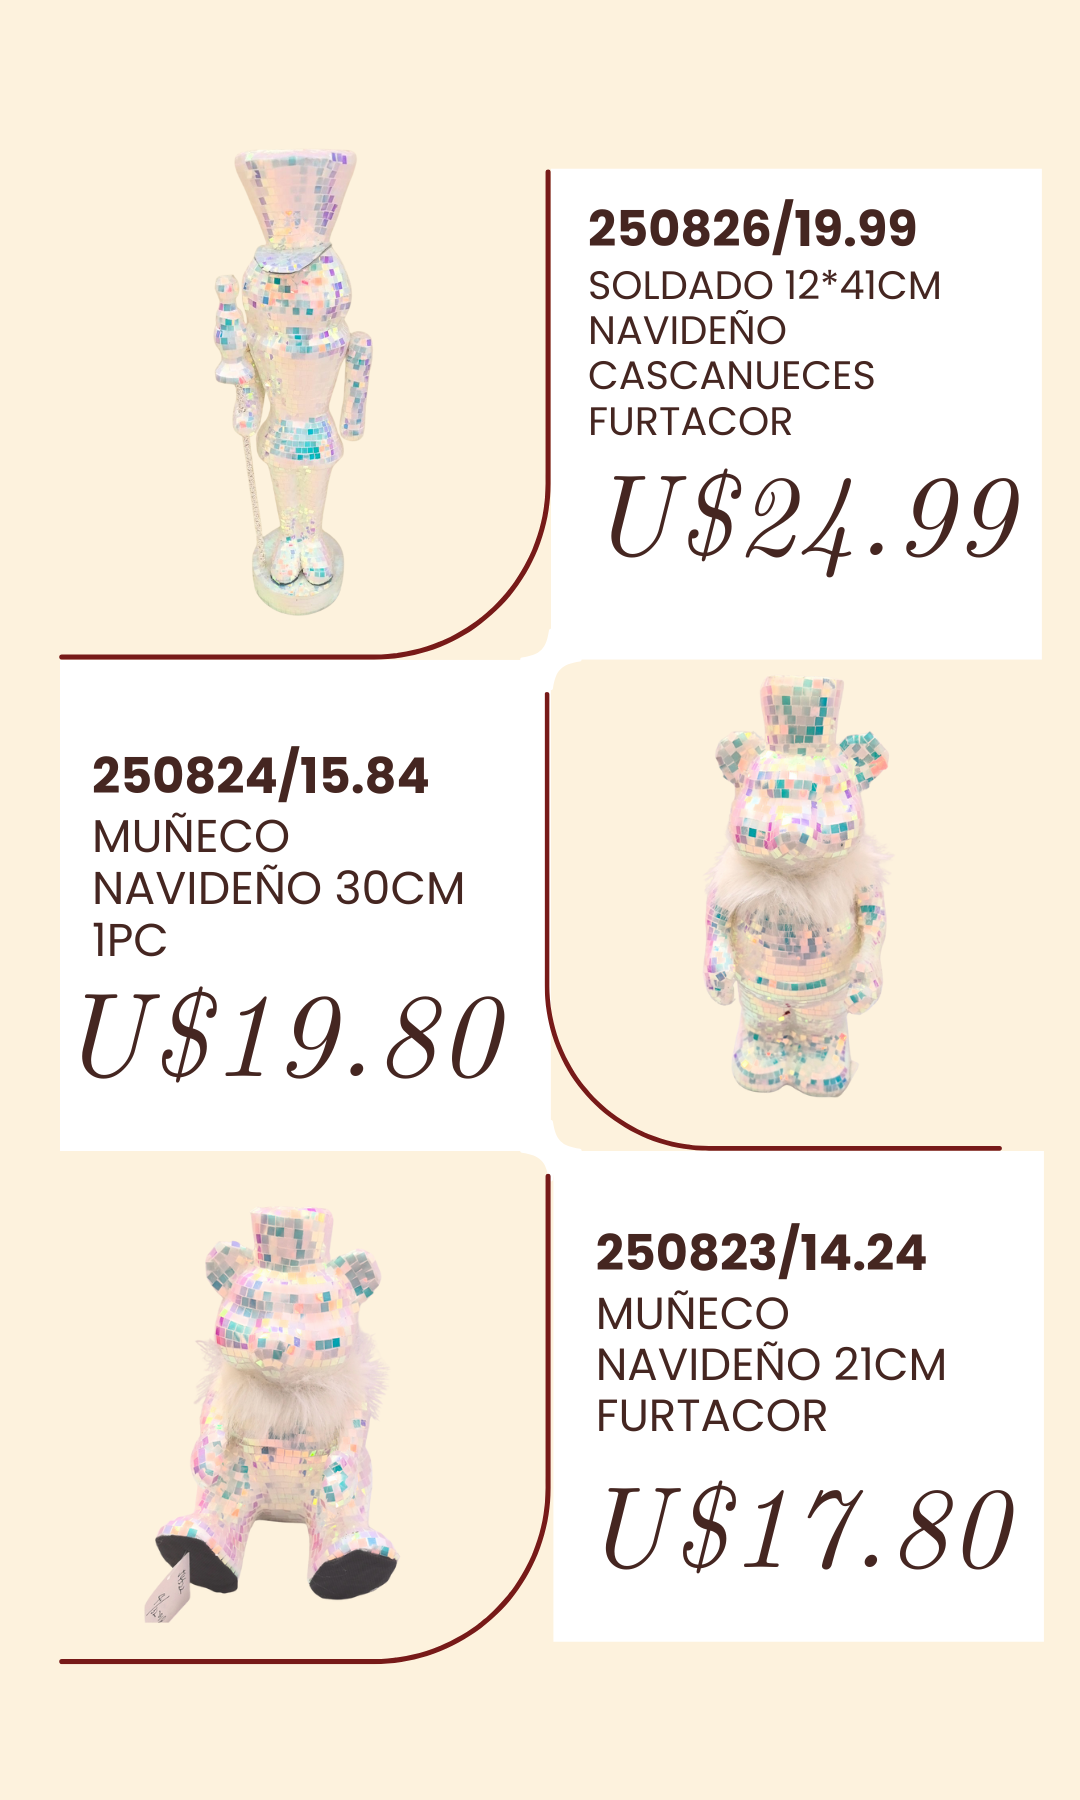 250826/19.99
SOLDADO 12*41CM
NAVIDEÑO
CASCANUECES
FURTACOR
U$24.99
250824/15.84
MUÑECO
NAVIDEÑO 30CM
1PC
U$19.80
250823/14.24
MUÑECO
NAVIDEÑO 21CM
FURTACOR
U$17.80